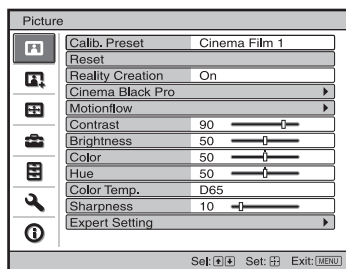 Picture
Calib. Preset Cinema Film 1
Reset
Reality Creation On
Cinema Black Pro
Motionflow
Contrast 90
Brightness 50
Color 50
Hue 50
Color Temp. D65
Sharpness 10
Expert Setting
Sel: Set: Exit: MENU